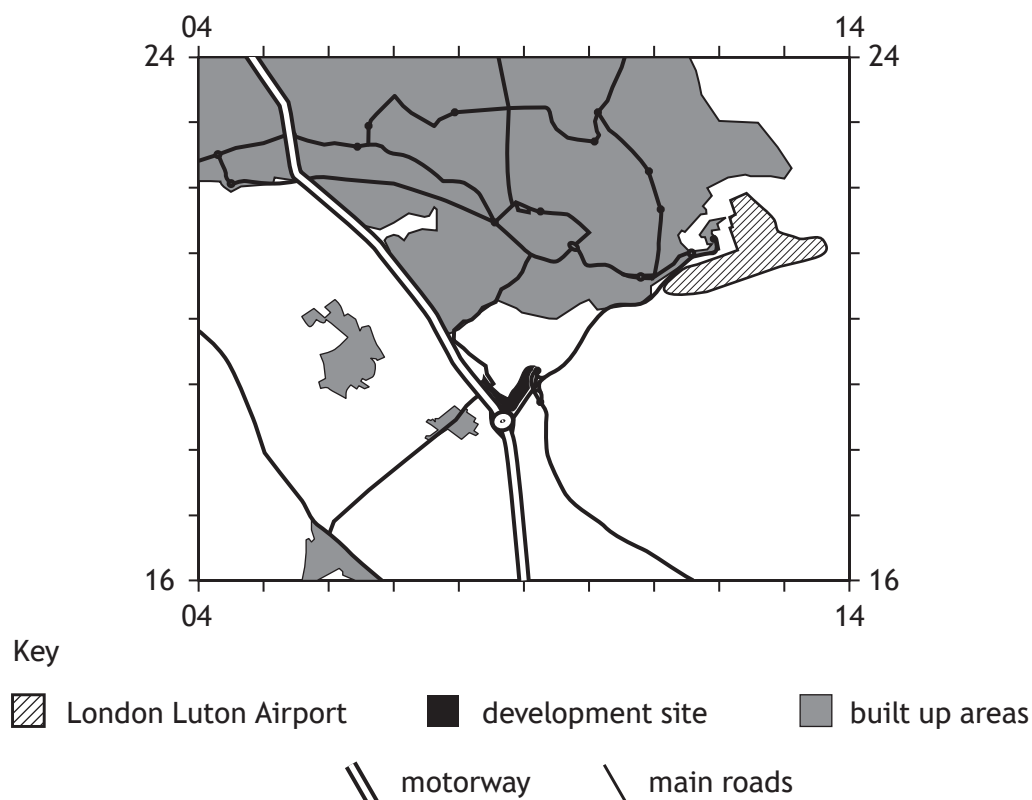 04 14
24 24
16 16
04 14
Key
London Luton Airport development site built up areas
motorway main roads